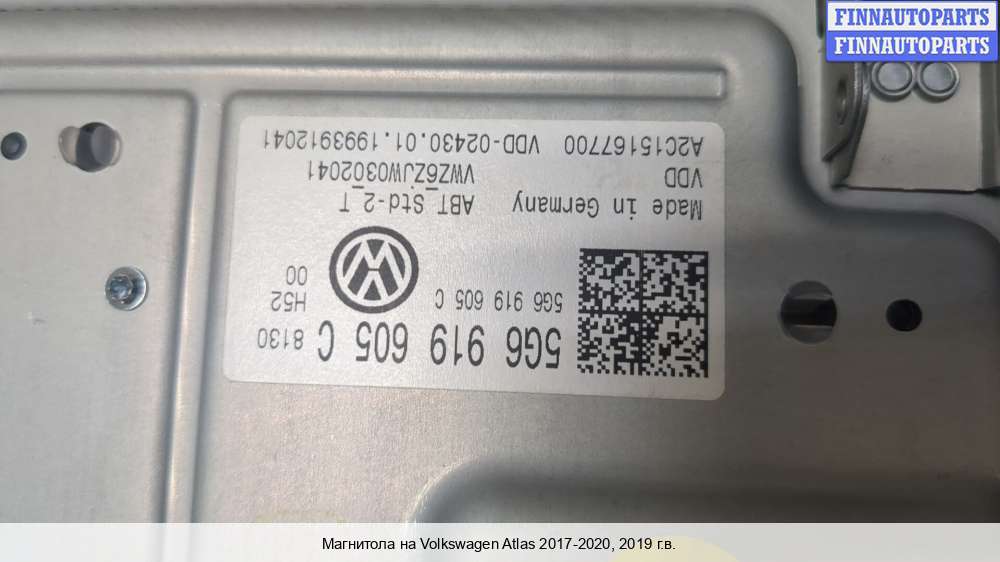 FINNAUTOPARTS
FINNAUTOPARTS
5G6 919 605 C 8130
5G6 919 605 C
H52
00
Made in Germany ABT_Std-2_T
VDD VWZ6ZJW0302041
A2C15167700 VDD-02430.01.1993912041
Магнитола на Volkswagen Atlas 2017-2020, 2019 г.в.